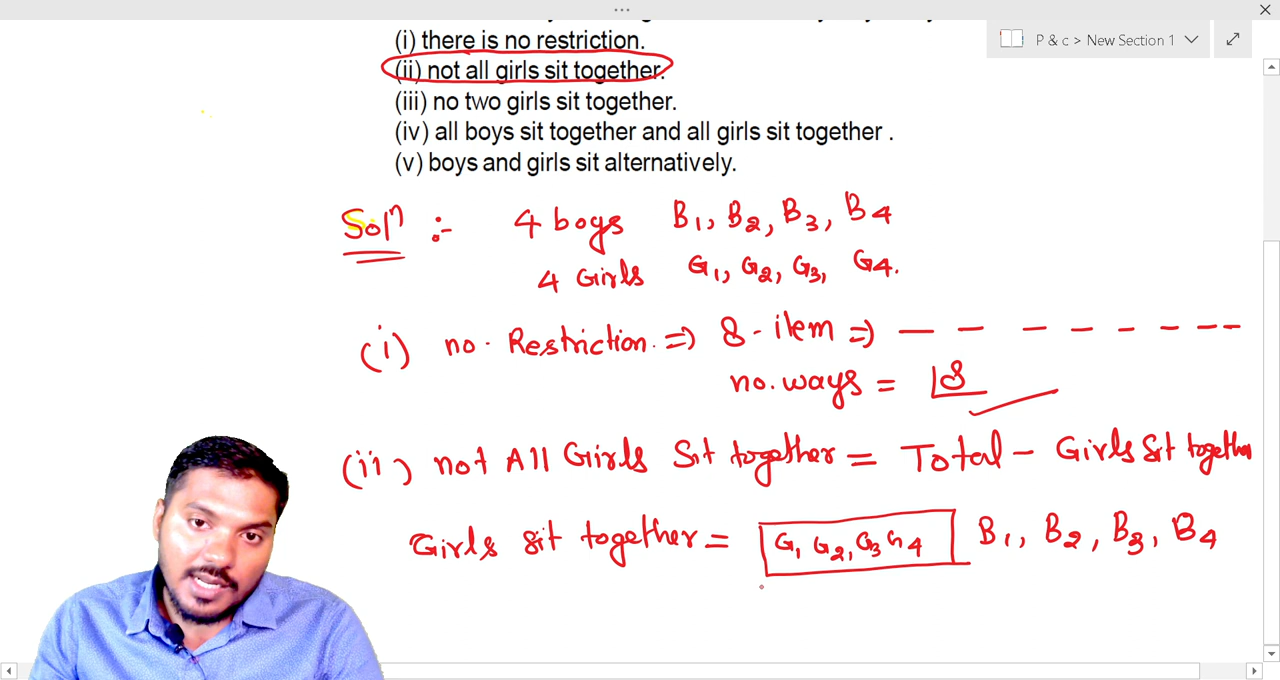 P & c > New Section 1
(i) there is no restriction.
(ii) not all girls sit together.
(iii) no two girls sit together.
(iv) all boys sit together and all girls sit together .
(v) boys and girls sit alternatively.
Solⁿ :- 4 boys B₁, B₂, B₃, B₄
4 Girls G₁, G₂, G₃, G₄.
(i) no. Restriction. => 8-item => — — — — — — — —
no. ways = |8
(ii) not All Girls Sit together = Total - Girls Sit together
Girls sit together = G₁ G₂, G₃ G₄ B₁, B₂, B₃, B₄